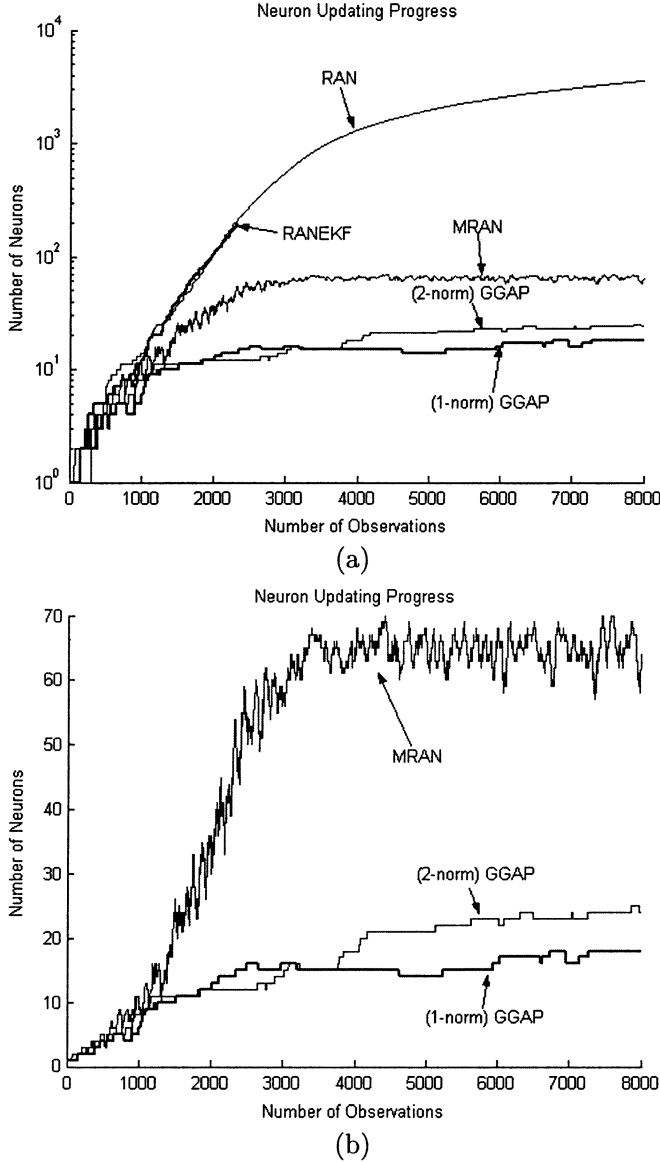 Neuron Updating Progress
10^4
10^3
10^2
10^1
10^0
Number of Neurons
RAN
RANEKF
MRAN
(2-norm) GGAP
(1-norm) GGAP
0 1000 2000 3000 4000 5000 6000 7000 8000
Number of Observations
(a)
Neuron Updating Progress
70
60
50
40
30
20
10
0
Number of Neurons
MRAN
(2-norm) GGAP
(1-norm) GGAP
0 1000 2000 3000 4000 5000 6000 7000 8000
Number of Observations
(b)